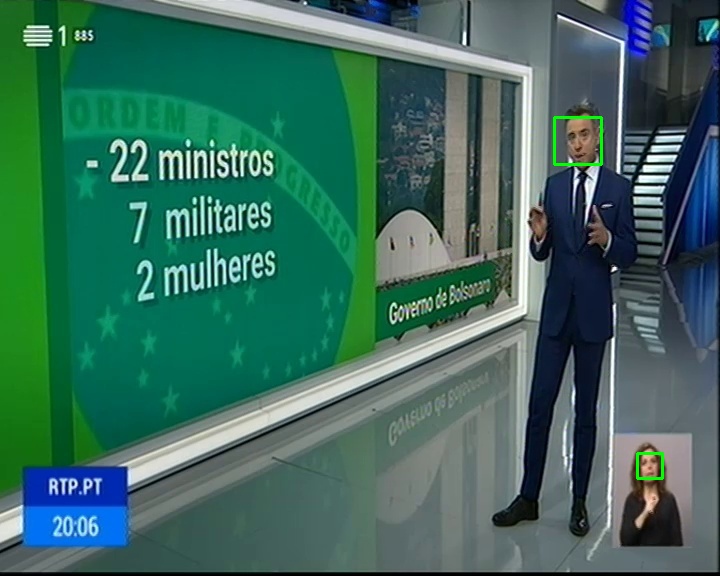 1 885
ORDEM E PROGRESSO
- 22 ministros
7 militares
2 mulheres
Governo de Bolsonaro
RTP.PT
20:06